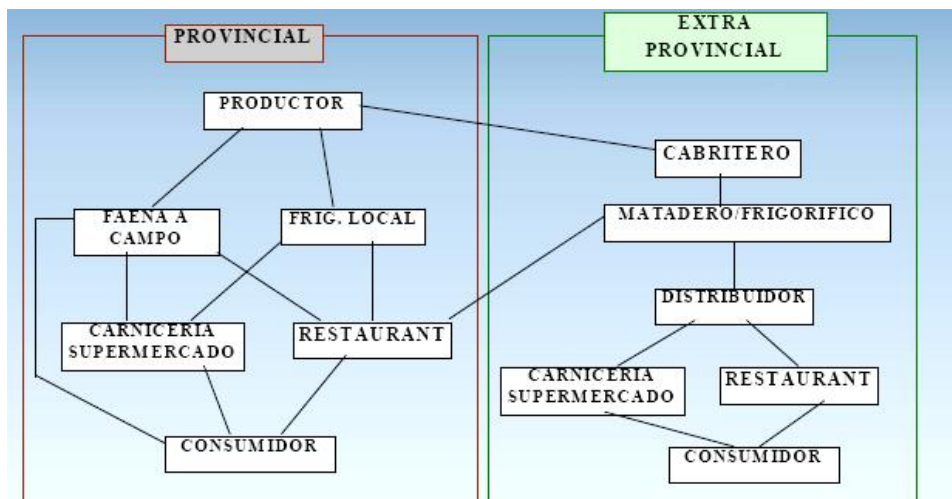 PROVINCIAL
EXTRA
PROVINCIAL
PRODUCTOR
CABRITERO
FAENA A
CAMPO
FRIG. LOCAL
MATADERO/FRIGORIFICO
DISTRIBUIDOR
CARNICERIA
SUPERMERCADO
RESTAURANT
CARNICERIA
SUPERMERCADO
RESTAURANT
CONSUMIDOR
CONSUMIDOR